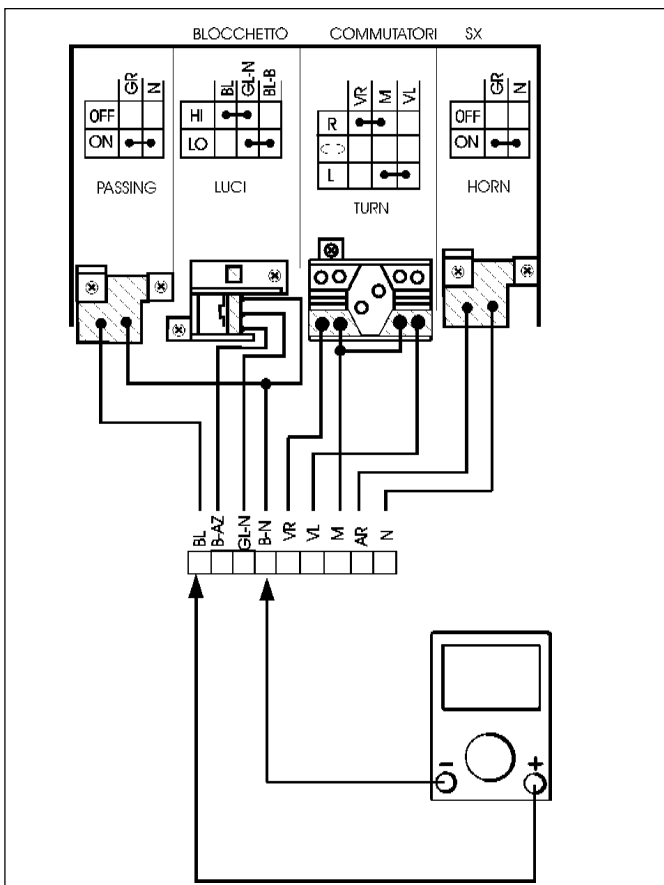 BLOCCHETTO COMMUTATORI SX
GR N
OFF
ON
PASSING
BL GL-N BL-B
HI
LO
LUCI
VR M VL
R
L
TURN
GR N
OFF
ON
HORN
BL B-AZ GL-N B-N VR VL M AR N
- +